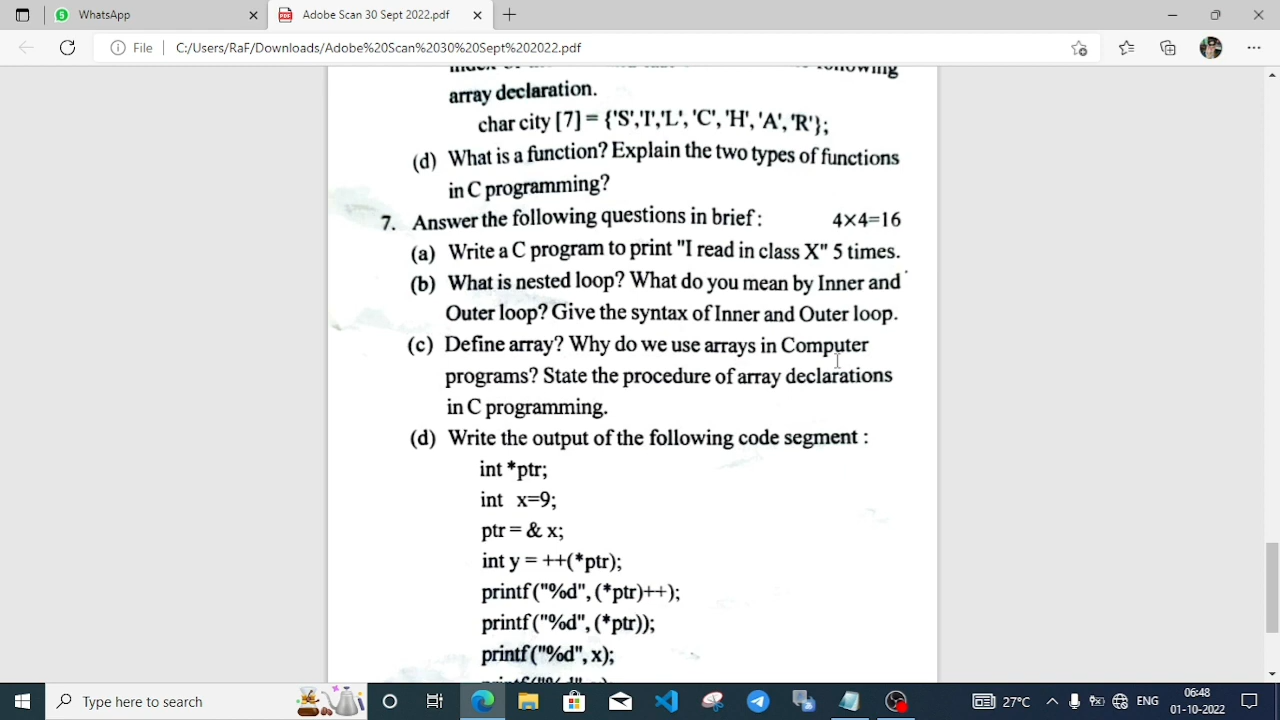 WhatsApp
Adobe Scan 30 Sept 2022.pdf
File
C:/Users/RaF/Downloads/Adobe%20Scan%2030%20Sept%202022.pdf
following
array declaration.
char city [7] = {'S','I','L', 'C', 'H', 'A', 'R'};
(d) What is a function? Explain the two types of functions
in C programming?
7. Answer the following questions in brief : 4×4=16
(a) Write a C program to print "I read in class X" 5 times.
(b) What is nested loop? What do you mean by Inner and
Outer loop? Give the syntax of Inner and Outer loop.
(c) Define array? Why do we use arrays in Computer
programs? State the procedure of array declarations
in C programming.
(d) Write the output of the following code segment :
int *ptr;
int x=9;
ptr = & x;
int y = ++(*ptr);
printf ("%d", (*ptr)++);
printf ("%d", (*ptr));
printf ("%d", x);
Type here to search
27°C
ENG
06:48
01-10-2022